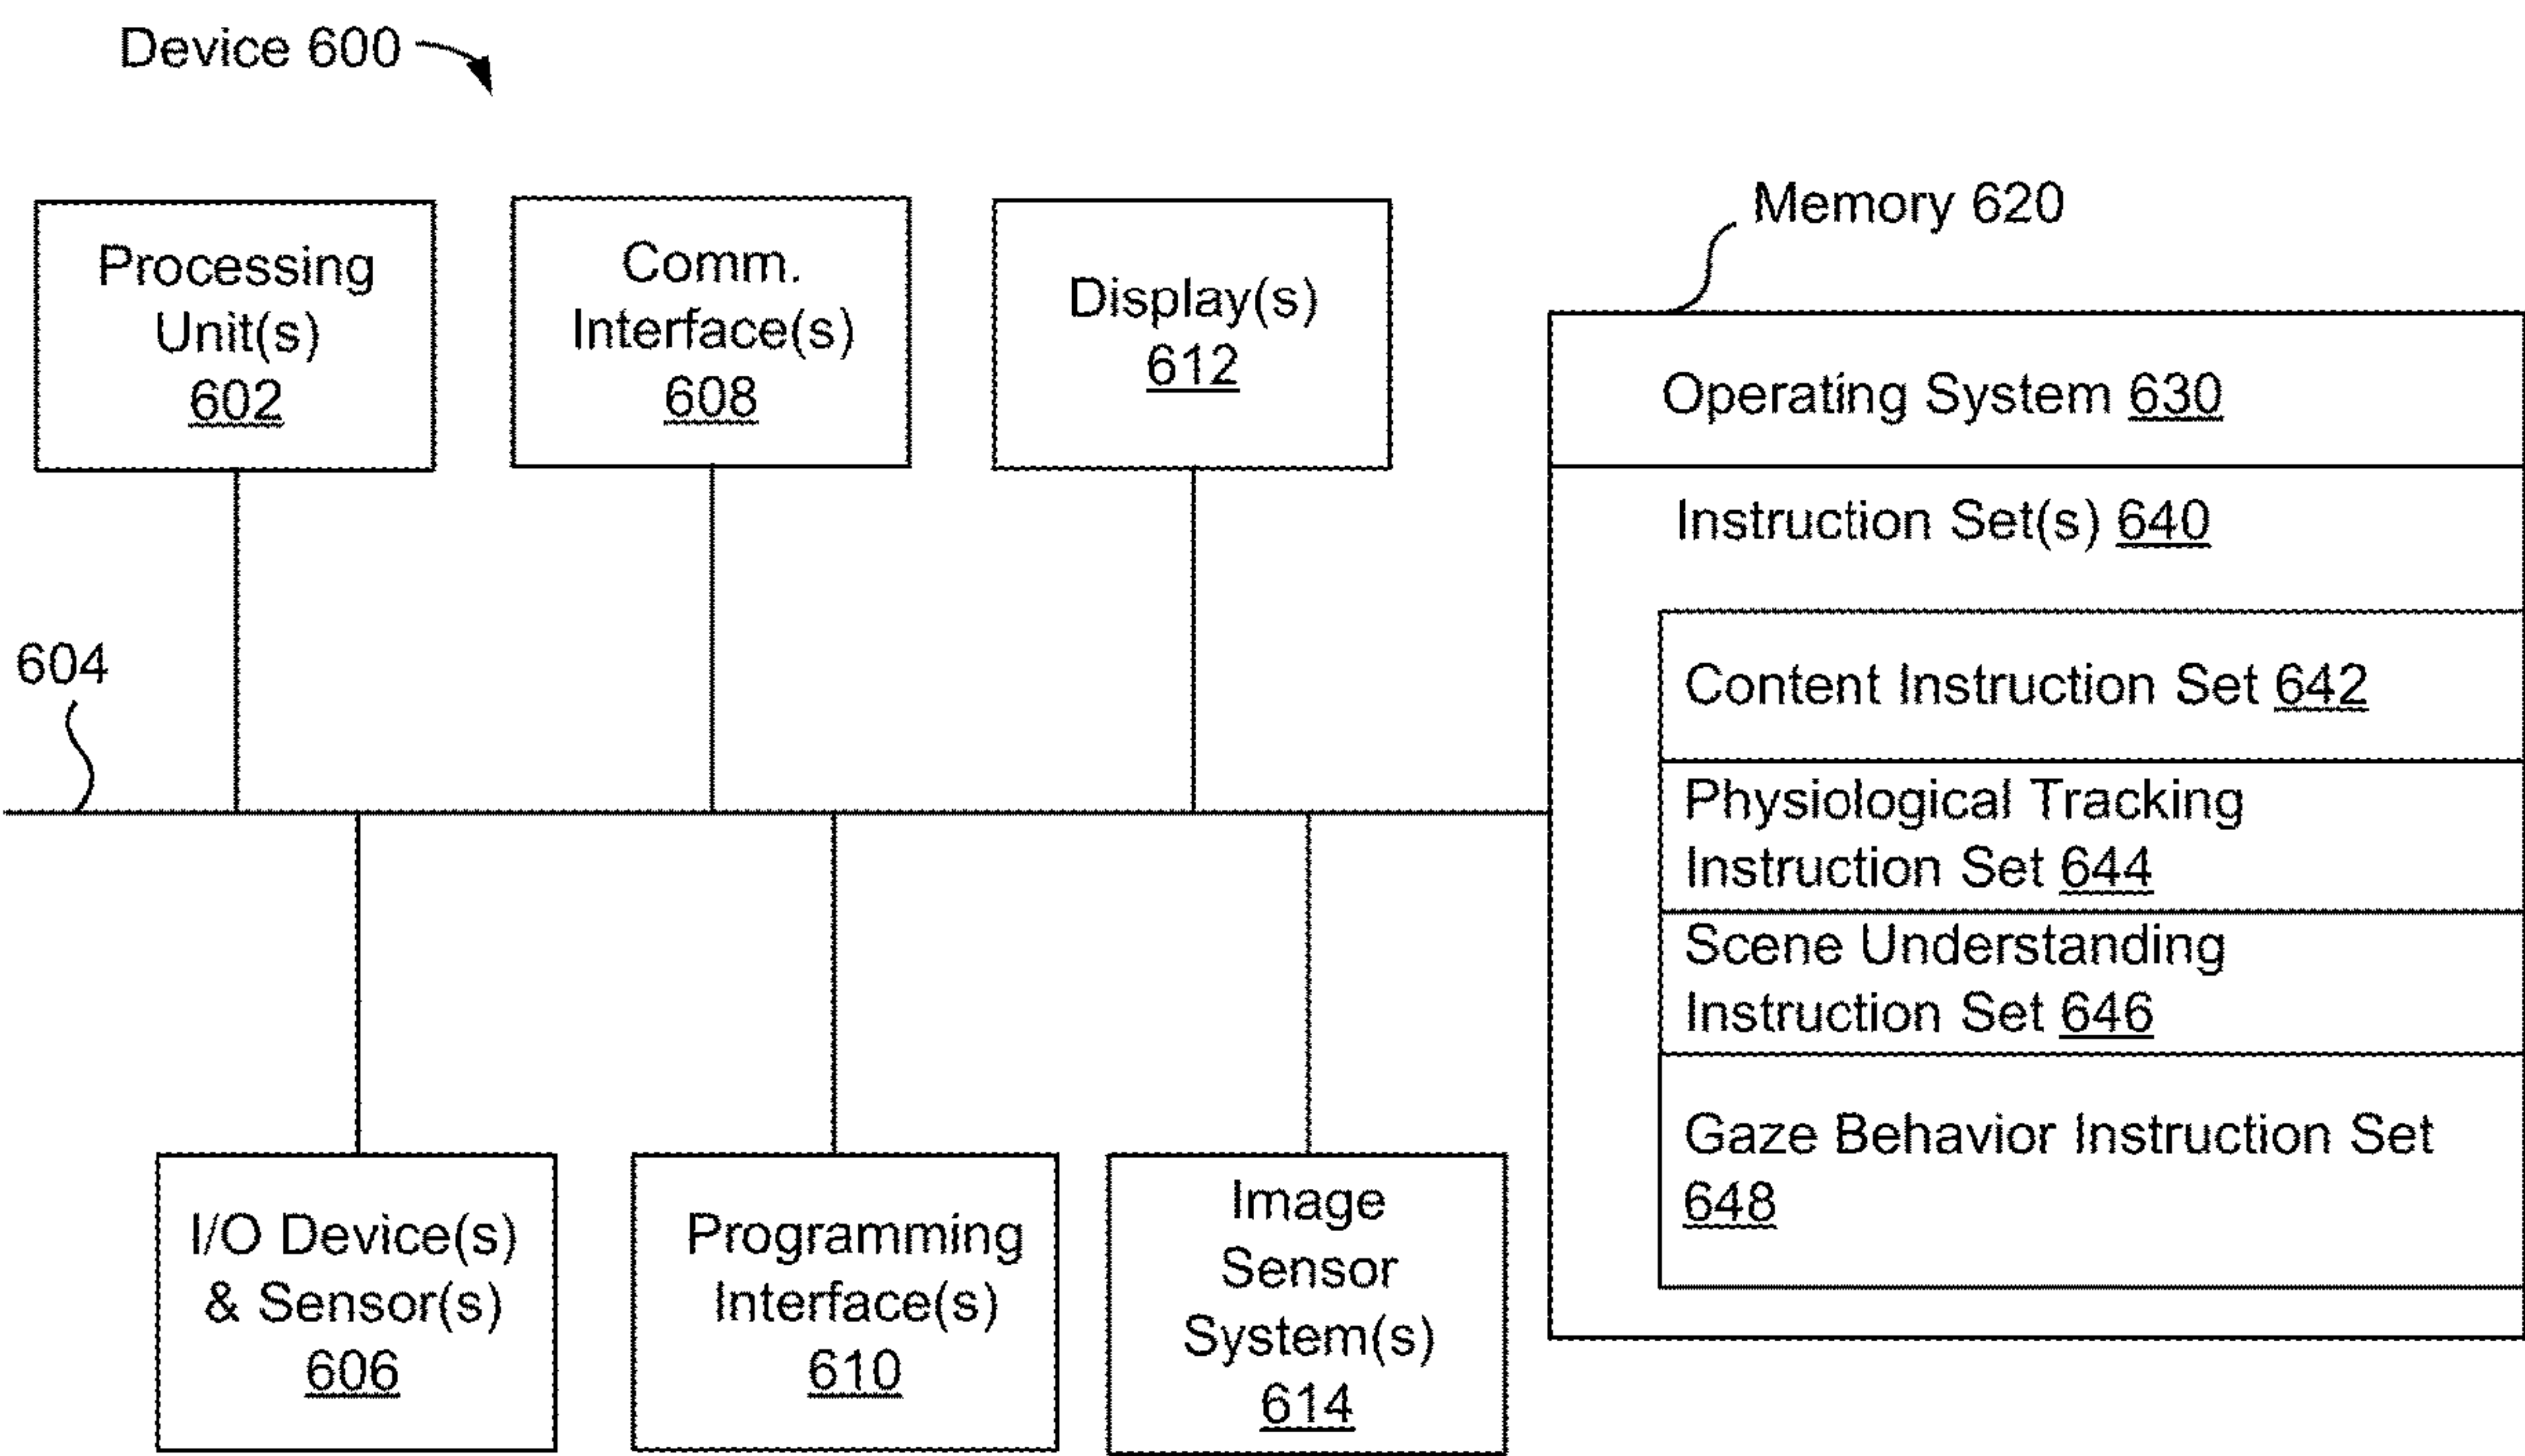 Device 600
Processing
Unit(s)
602
Comm.
Interface(s)
608
Display(s)
612
Memory 620
Operating System 630
Instruction Set(s) 640
Content Instruction Set 642
Physiological Tracking
Instruction Set 644
Scene Understanding
Instruction Set 646
Gaze Behavior Instruction Set
648
604
I/O Device(s)
& Sensor(s)
606
Programming
Interface(s)
610
Image
Sensor
System(s)
614